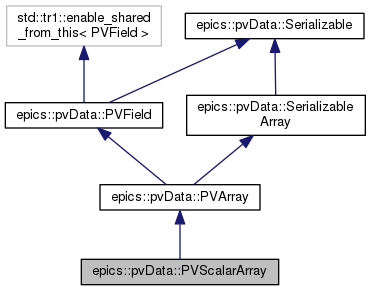 std::tr1::enable_shared
_from_this< PVField >
epics::pvData::Serializable
epics::pvData::PVField
epics::pvData::Serializable
Array
epics::pvData::PVArray
epics::pvData::PVScalarArray